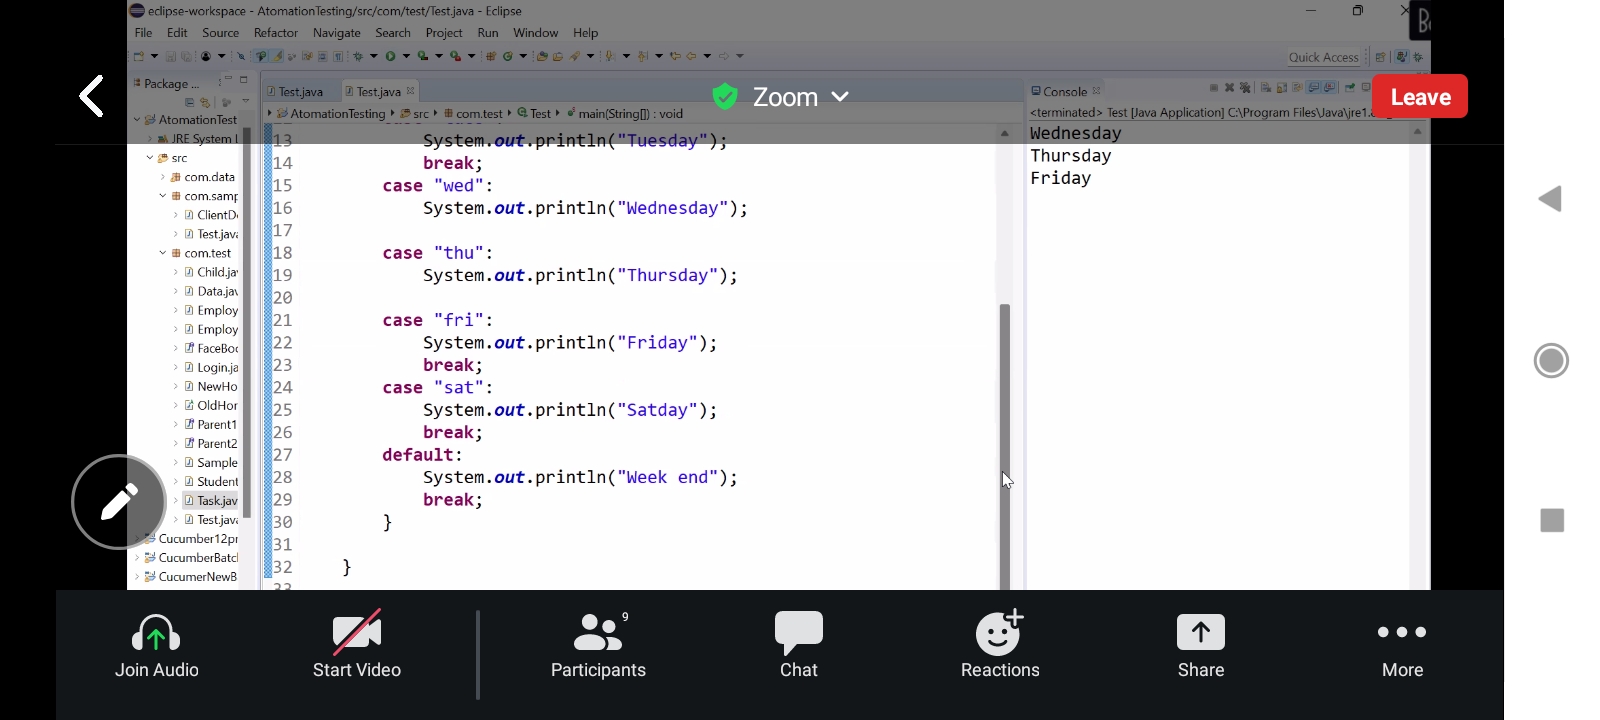 eclipse-workspace - AtomationTesting/src/com/test/Test.java - Eclipse
File Edit Source Refactor Navigate Search Project Run Window Help
Quick Access
Package ...
Test.java
Test.java
Zoom
Console
Leave
AtomationTesting src com.test Test main(String[]) : void
<terminated> Test [Java Application] C:\Program Files\Java\jre1.
AtomationTest
JRE System
src
com.data
com.samp
ClientD
Test.java
com.test
Child.ja
Data.jav
Employ
Employ
FaceBoo
Login.ja
NewHo
OldHor
Parent1
Parent2
Sample
Student
Task.jav
Test.java
Cucumber12pr
CucumberBatcl
CucumerNewB
13 System.out.println("Tuesday");
14 break;
15 case "wed":
16 System.out.println("Wednesday");
17
18 case "thu":
19 System.out.println("Thursday");
20
21 case "fri":
22 System.out.println("Friday");
23 break;
24 case "sat":
25 System.out.println("Satday");
26 break;
27 default:
28 System.out.println("Week end");
29 break;
30 }
31
32 }
33
Wednesday
Thursday
Friday
9
Join Audio
Start Video
Participants
Chat
Reactions
Share
More